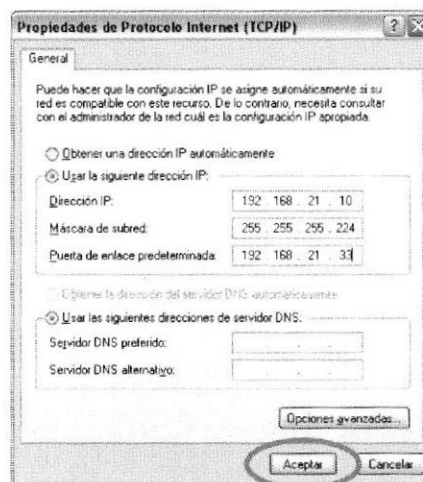 Propiedades de Protocolo Internet (TCP/IP)
General
Puede hacer que la configuración IP se asigne automáticamente si su
red es compatible con este recurso. De lo contrario, necesita consultar
con el administrador de la red cuál es la configuración IP apropiada.
Obtener una dirección IP automáticamente
Usar la siguiente dirección IP:
Dirección IP: 192 . 168 . 21 . 10
Máscara de subred: 255 . 255 . 255 . 224
Puerta de enlace predeterminada: 192 . 168 . 21 . 33
Obtener la dirección del servidor DNS automáticamente
Usar las siguientes direcciones de servidor DNS:
Servidor DNS preferido:
Servidor DNS alternativo:
Opciones avanzadas...
Aceptar Cancelar